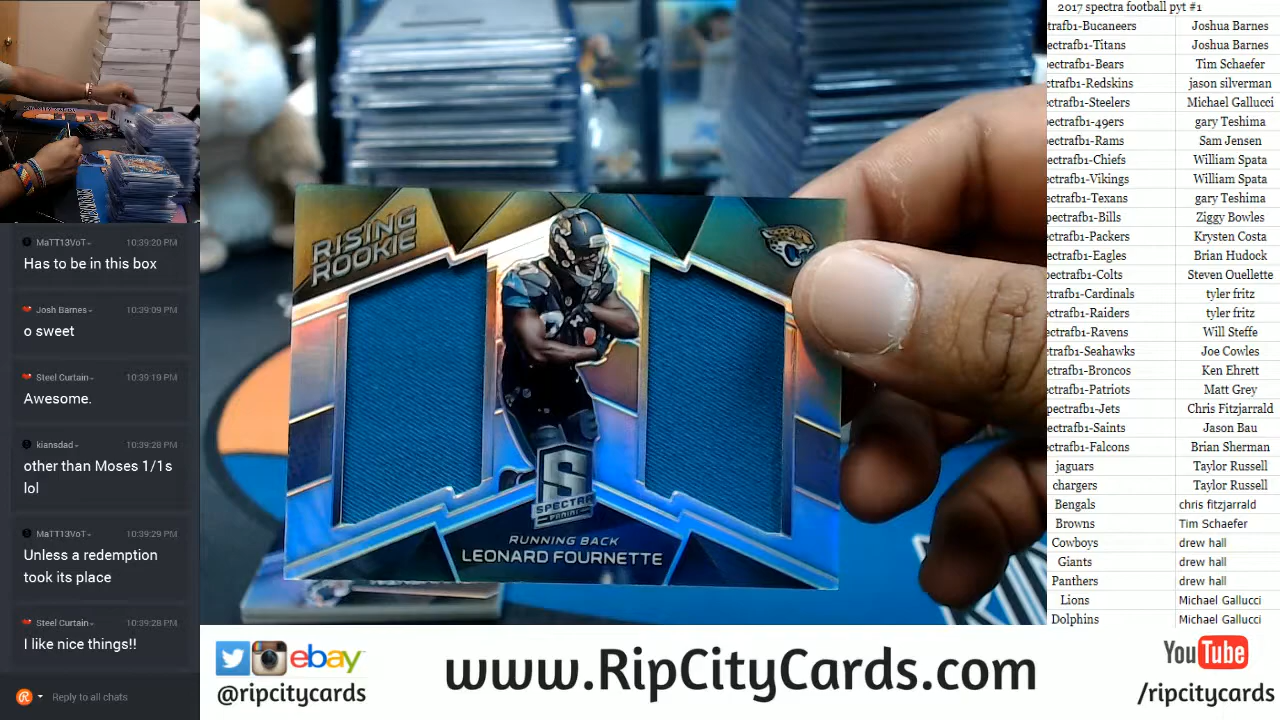 MaTT13VoT 10:39:20 PM
Has to be in this box
Josh Barnes 10:39:09 PM
o sweet
Steel Curtain 10:39:19 PM
Awesome.
kiansdad 10:39:28 PM
other than Moses 1/1s
lol
MaTT13VoT 10:39:29 PM
Unless a redemption
took its place
Steel Curtain 10:39:28 PM
I like nice things!!
Reply to all chats
RISING
ROOKIE
S
SPECTRA
PANINI
RUNNING BACK
LEONARD FOURNETTE
ebay
@ripcitycards
www.RipCityCards.com
YouTube
/ripcitycards
2017 spectra football pyt #1
trafb1-Bucaneers Joshua Barnes
ectrafb1-Titans Joshua Barnes
ectrafb1-Bears Tim Schaefer
ectrafb1-Redskins jason silverman
ectrafb1-Steelers Michael Gallucci
ectrafb1-49ers gary Teshima
ectrafb1-Rams Sam Jensen
ectrafb1-Chiefs William Spata
ectrafb1-Vikings William Spata
ectrafb1-Texans gary Teshima
ectrafb1-Bills Ziggy Bowles
ectrafb1-Packers Krysten Costa
ectrafb1-Eagles Brian Hudock
ectrafb1-Colts Steven Ouellette
ectrafb1-Cardinals tyler fritz
ectrafb1-Raiders tyler fritz
ectrafb1-Ravens Will Steffe
ectrafb1-Seahawks Joe Cowles
ectrafb1-Broncos Ken Ehrett
ectrafb1-Patriots Matt Grey
pectrafb1-Jets Chris Fitzjarrald
ectrafb1-Saints Jason Bau
ectrafb1-Falcons Brian Sherman
jaguars Taylor Russell
chargers Taylor Russell
Bengals chris fitzjarrald
Browns Tim Schaefer
Cowboys drew hall
Giants drew hall
Panthers drew hall
Lions Michael Gallucci
Dolphins Michael Gallucci